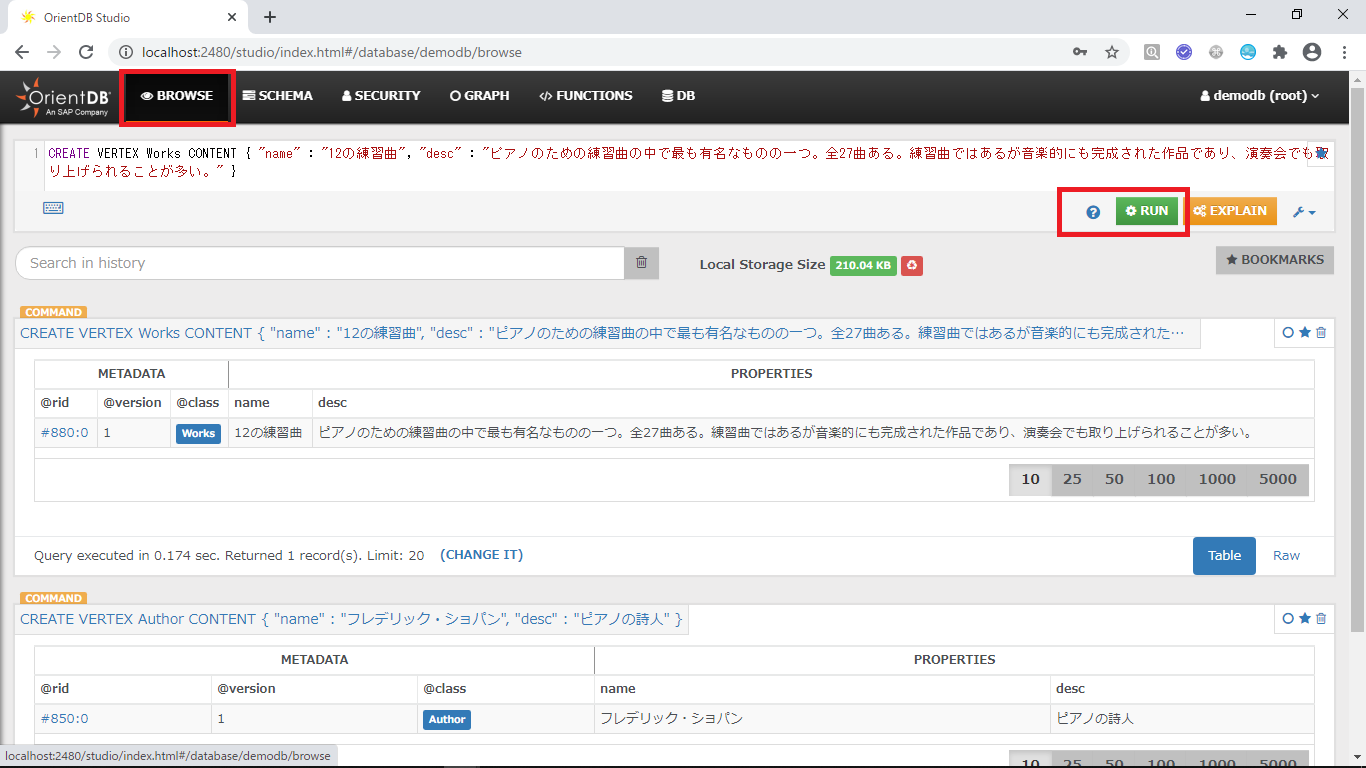 OrientDB Studio
localhost:2480/studio/index.html#/database/demodb/browse
OrientDB
An SAP Company
BROWSE SCHEMA SECURITY GRAPH FUNCTIONS DB demodb (root)
1 CREATE VERTEX Works CONTENT { "name" : "12の練習曲", "desc" : "ピアノのための練習曲の中で最も有名なものの一つ。全27曲ある。練習曲ではあるが音楽的にも完成された作品であり、演奏会でも取
り上げられることが多い。" }
RUN EXPLAIN
Search in history
Local Storage Size 210.04 KB
BOOKMARKS
COMMAND
CREATE VERTEX Works CONTENT { "name" : "12の練習曲", "desc" : "ピアノのための練習曲の中で最も有名なものの一つ。全27曲ある。練習曲ではあるが音楽的にも完成された…
METADATA PROPERTIES
@rid @version @class name desc
#880:0 1 Works 12の練習曲 ピアノのための練習曲の中で最も有名なものの一つ。全27曲ある。練習曲ではあるが音楽的にも完成された作品であり、演奏会でも取り上げられることが多い。
10 25 50 100 1000 5000
Query executed in 0.174 sec. Returned 1 record(s). Limit: 20 (CHANGE IT)
Table Raw
COMMAND
CREATE VERTEX Author CONTENT { "name" : "フレデリック・ショパン", "desc" : "ピアノの詩人" }
METADATA PROPERTIES
@rid @version @class name desc
#850:0 1 Author フレデリック・ショパン ピアノの詩人
10 25 50 100 1000 5000
localhost:2480/studio/index.html#/database/demodb/browse